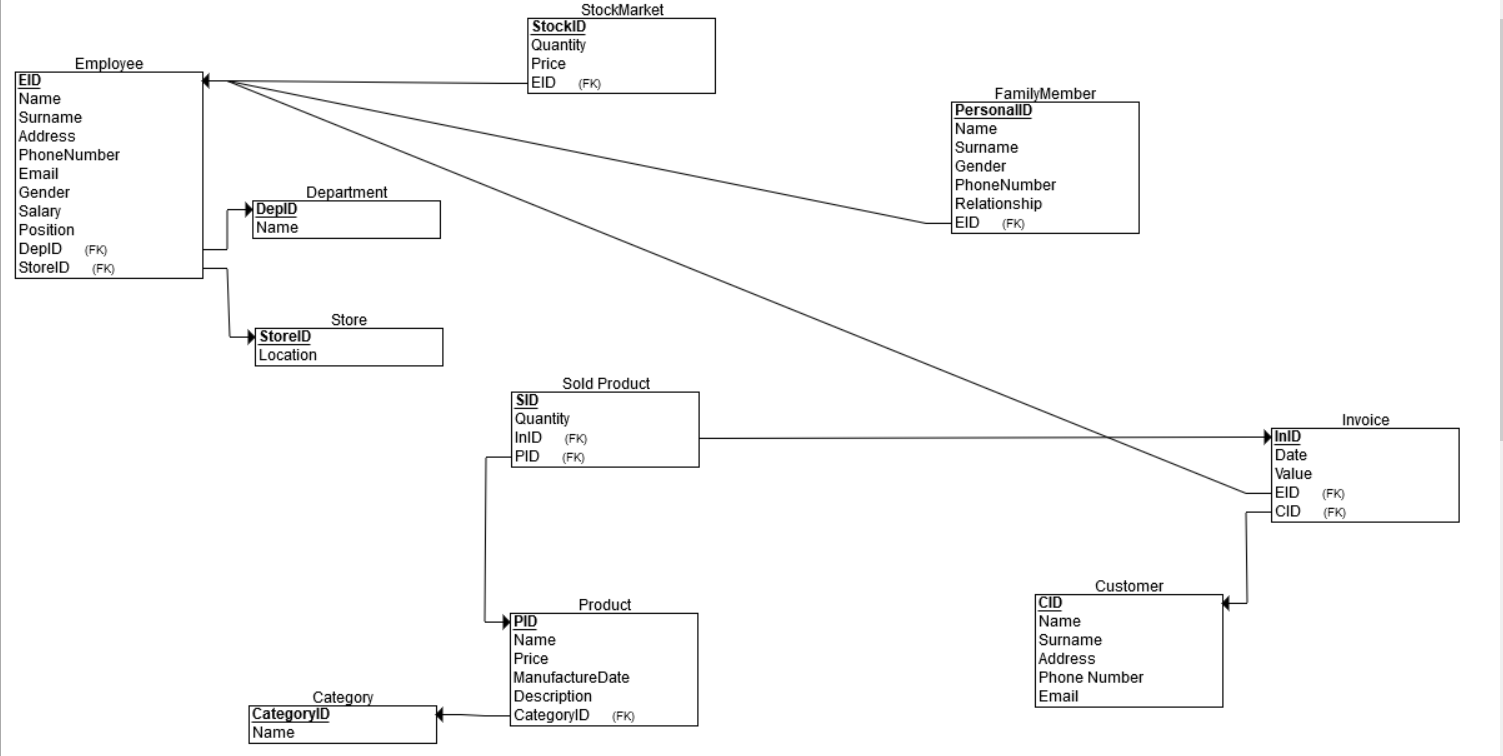 StockMarket
StockID
Quantity
Price
EID (FK)
Employee
EID
Name
Surname
Address
PhoneNumber
Email
Gender
Salary
Position
DepID (FK)
StoreID (FK)
FamilyMember
PersonalID
Name
Surname
Gender
PhoneNumber
Relationship
EID (FK)
Department
DepID
Name
Store
StoreID
Location
Sold Product
SID
Quantity
InID (FK)
PID (FK)
Invoice
InID
Date
Value
EID (FK)
CID (FK)
Customer
CID
Name
Surname
Address
Phone Number
Email
Product
PID
Name
Price
ManufactureDate
Description
CategoryID (FK)
Category
CategoryID
Name